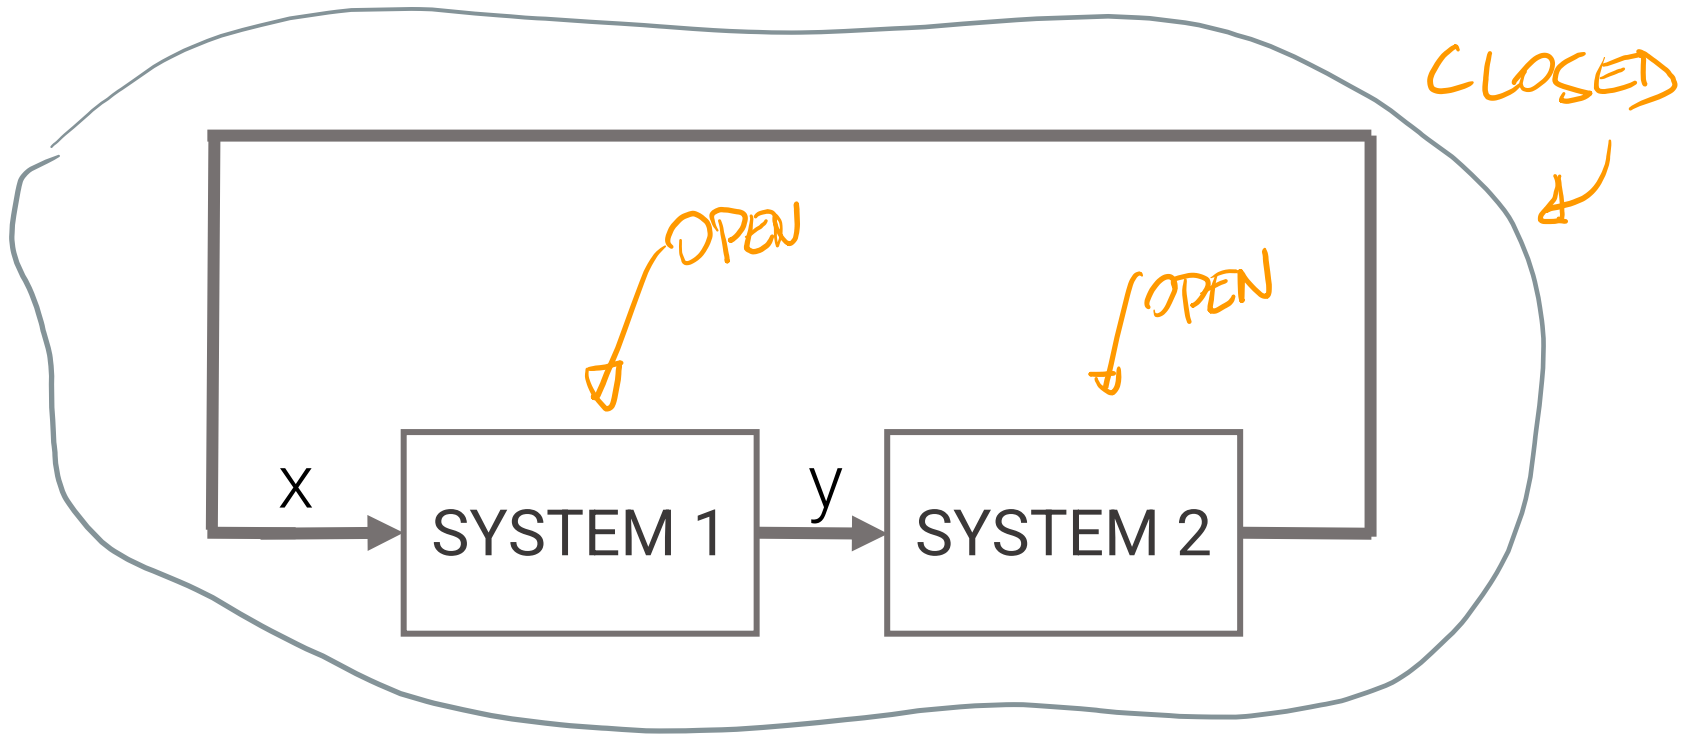 CLOSED
OPEN
OPEN
x
y
SYSTEM 1
SYSTEM 2